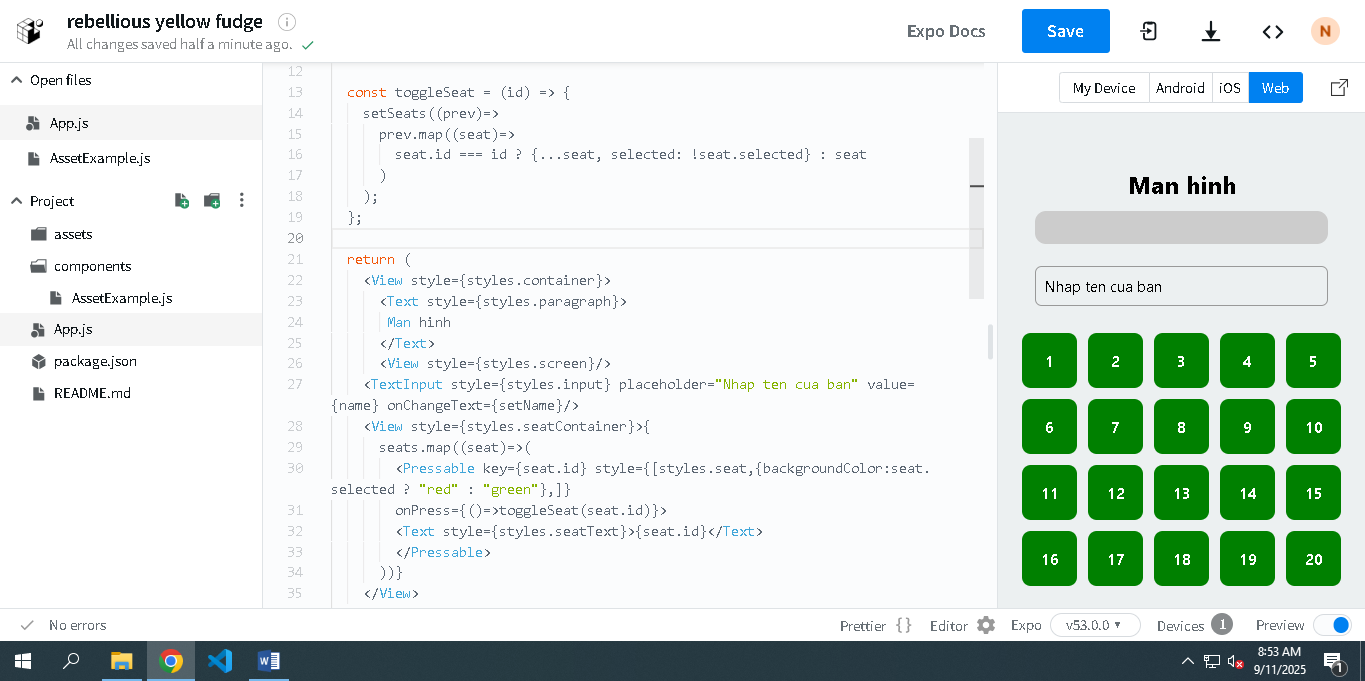 rebellious yellow fudge
All changes saved half a minute ago.
Expo Docs
Save
N
Open files
App.js
AssetExample.js
Project
assets
components
AssetExample.js
App.js
package.json
README.md
12
13 const toggleSeat = (id) => {
14 setSeats((prev)=>
15 prev.map((seat)=>
16 seat.id === id ? {...seat, selected: !seat.selected} : seat
17 )
18 );
19 };
20
21 return (
22 <View style={styles.container}>
23 <Text style={styles.paragraph}>
24 Man hinh
25 </Text>
26 <View style={styles.screen}/>
27 <TextInput style={styles.input} placeholder="Nhap ten cua ban" value=
{name} onChangeText={setName}/>
28 <View style={styles.seatContainer}>{
29 seats.map((seat)=>(
30 <Pressable key={seat.id} style={[styles.seat,{backgroundColor:seat.
selected ? "red" : "green"},]}
31 onPress={()=>toggleSeat(seat.id)}>
32 <Text style={styles.seatText}>{seat.id}</Text>
33 </Pressable>
34 ))}
35 </View>
My Device Android iOS Web
Man hinh
Nhap ten cua ban
1 2 3 4 5
6 7 8 9 10
11 12 13 14 15
16 17 18 19 20
No errors
Prettier {} Editor Expo v53.0.0 Devices 1 Preview
8:53 AM
9/11/2025
1